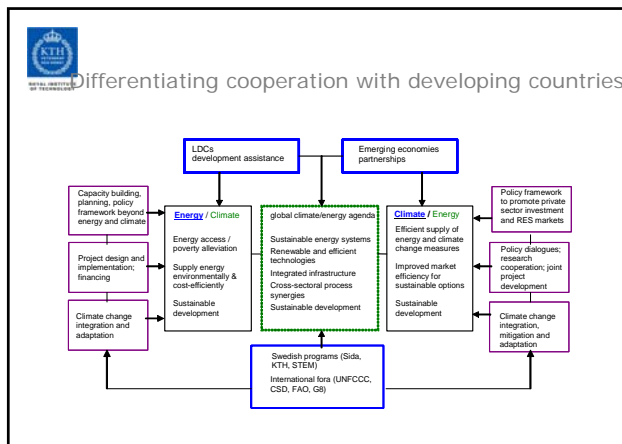 KTH
ROYAL INSTITUTE
OF TECHNOLOGY
Differentiating cooperation with developing countries
LDCs
development assistance
Emerging economies
partnerships
Capacity building,
planning, policy
framework beyond
energy and climate
Project design and
implementation;
financing
Climate change
integration and
adaptation
Energy / Climate
Energy access /
poverty alleviation
Supply energy
environmentally &
cost-efficiently
Sustainable
development
global climate/energy agenda
Sustainable energy systems
Renewable and efficient
technologies
Integrated infrastructure
Cross-sectoral process
synergies
Sustainable development
Climate / Energy
Efficient supply of
energy and climate
change measures
Improved market
efficiency for
sustainable options
Sustainable
development
Policy framework
to promote private
sector investment
and RES markets
Policy dialogues;
research
cooperation; joint
project
development
Climate change
integration,
mitigation and
adaptation
Swedish programs (Sida,
KTH, STEM)
International fora (UNFCCC,
CSD, FAO, G8)